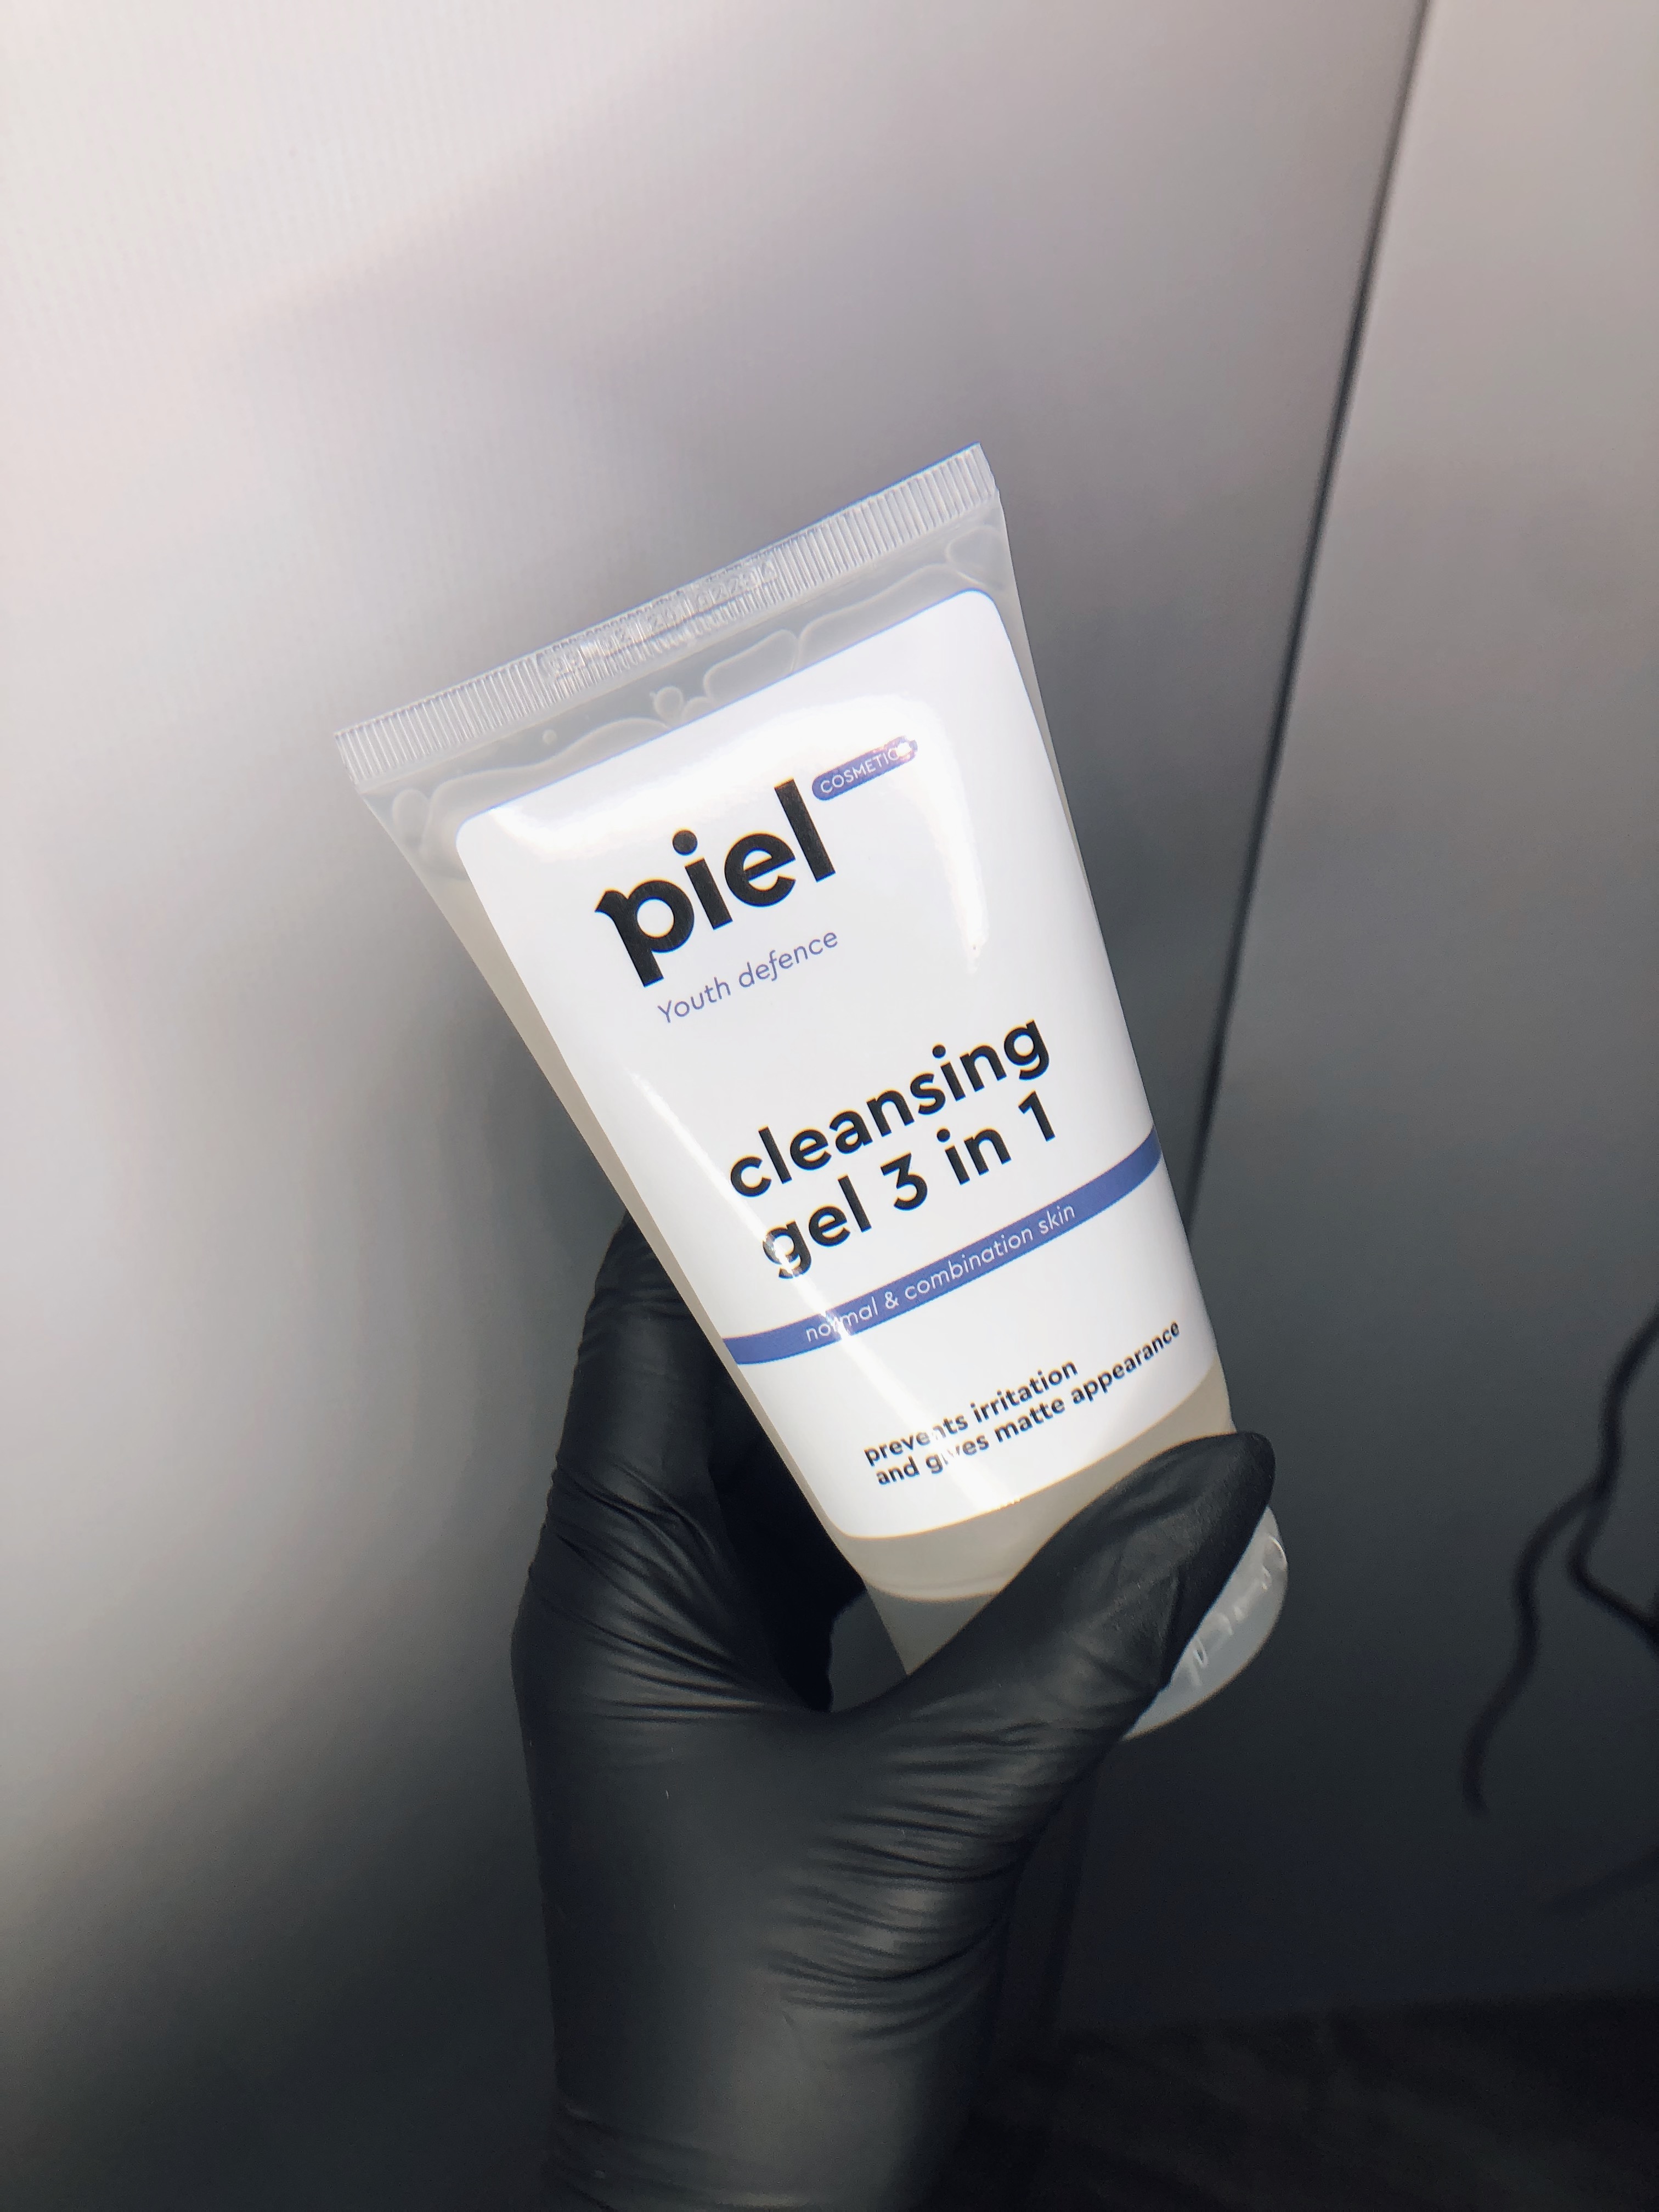 piel
COSMETICS
Youth defence
cleansing
gel 3 in 1
normal & combination skin
prevents irritation
and gives matte appearance